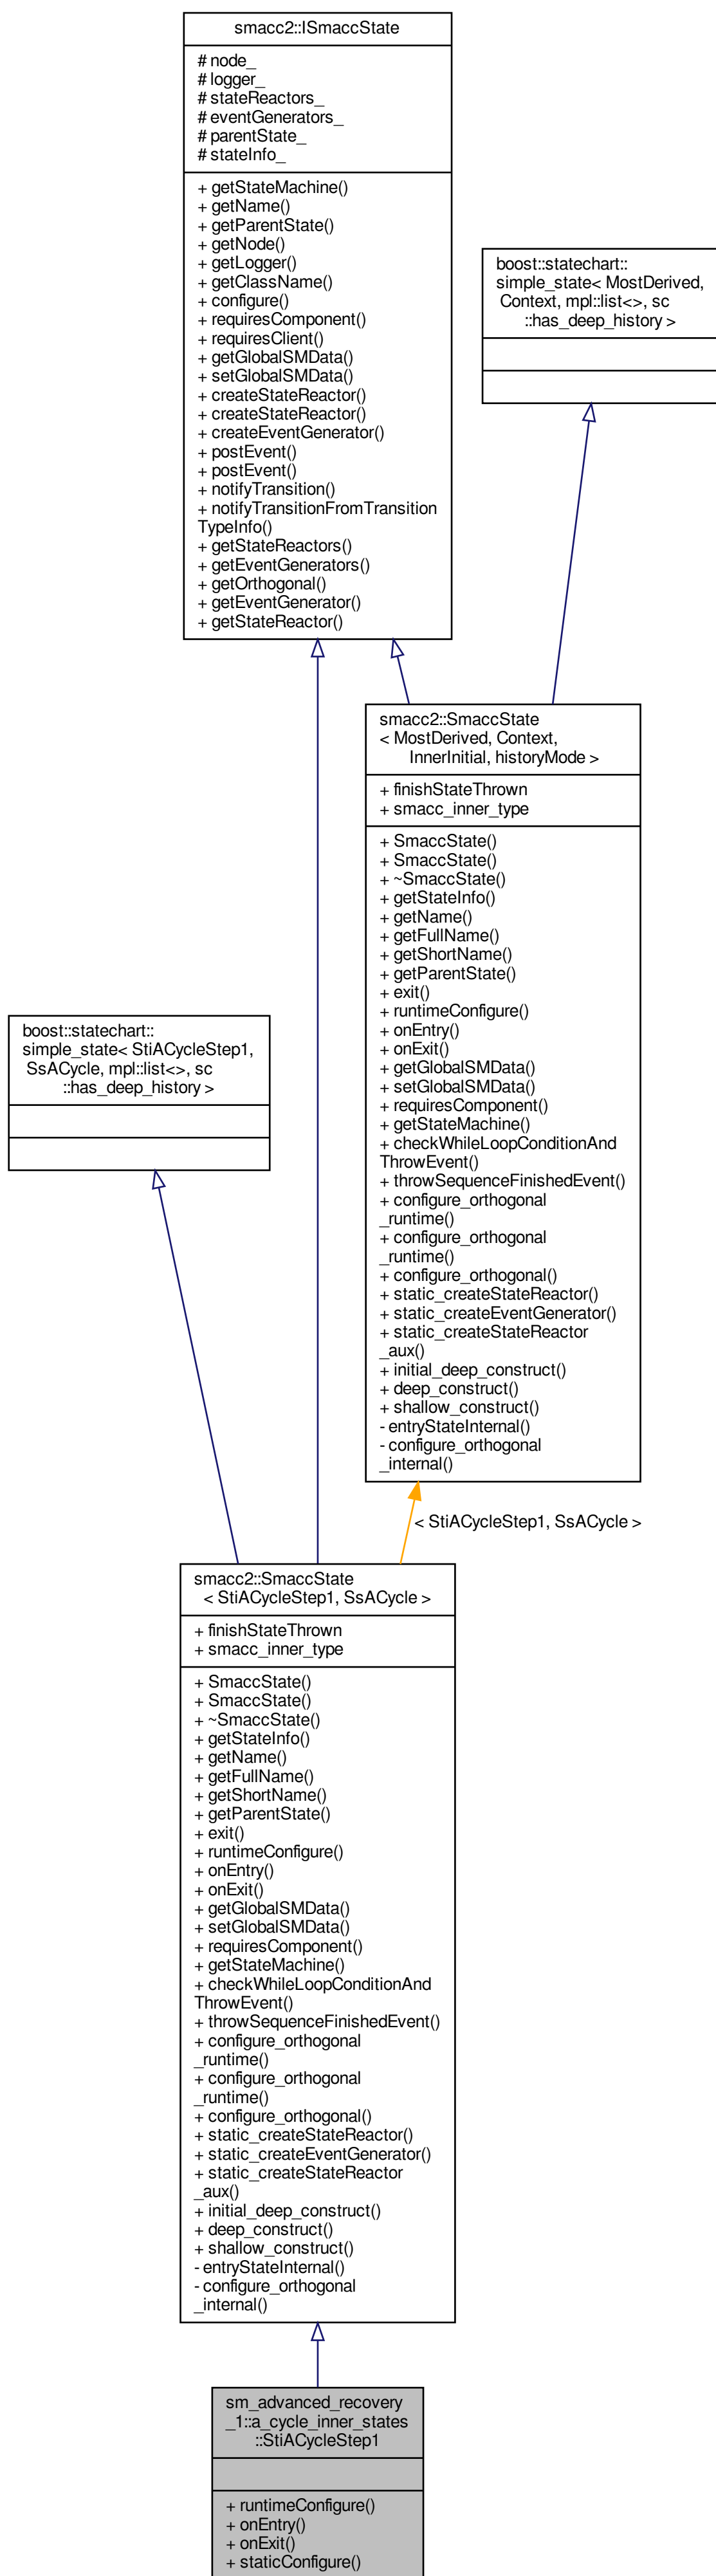 smacc2::ISmaccState
# node_
# logger_
# stateReactors_
# eventGenerators_
# parentState_
# stateInfo_
+ getStateMachine()
+ getName()
+ getParentState()
+ getNode()
+ getLogger()
+ getClassName()
+ configure()
+ requiresComponent()
+ requiresClient()
+ getGlobalSMData()
+ setGlobalSMData()
+ createStateReactor()
+ createStateReactor()
+ createEventGenerator()
+ postEvent()
+ postEvent()
+ notifyTransition()
+ notifyTransitionFromTransition
TypeInfo()
+ getStateReactors()
+ getEventGenerators()
+ getOrthogonal()
+ getEventGenerator()
+ getStateReactor()
boost::statechart::
simple_state< MostDerived,
Context, mpl::list<>, sc
::has_deep_history >
smacc2::SmaccState
< MostDerived, Context,
InnerInitial, historyMode >
+ finishStateThrown
+ smacc_inner_type
+ SmaccState()
+ SmaccState()
+ ~SmaccState()
+ getStateInfo()
+ getName()
+ getFullName()
+ getShortName()
+ getParentState()
+ exit()
+ runtimeConfigure()
+ onEntry()
+ onExit()
+ getGlobalSMData()
+ setGlobalSMData()
+ requiresComponent()
+ getStateMachine()
+ checkWhileLoopConditionAnd
ThrowEvent()
+ throwSequenceFinishedEvent()
+ configure_orthogonal
_runtime()
+ configure_orthogonal
_runtime()
+ configure_orthogonal()
+ static_createStateReactor()
+ static_createEventGenerator()
+ static_createStateReactor
_aux()
+ initial_deep_construct()
+ deep_construct()
+ shallow_construct()
- entryStateInternal()
- configure_orthogonal
_internal()
boost::statechart::
simple_state< StiACycleStep1,
SsACycle, mpl::list<>, sc
::has_deep_history >
< StiACycleStep1, SsACycle >
smacc2::SmaccState
< StiACycleStep1, SsACycle >
+ finishStateThrown
+ smacc_inner_type
+ SmaccState()
+ SmaccState()
+ ~SmaccState()
+ getStateInfo()
+ getName()
+ getFullName()
+ getShortName()
+ getParentState()
+ exit()
+ runtimeConfigure()
+ onEntry()
+ onExit()
+ getGlobalSMData()
+ setGlobalSMData()
+ requiresComponent()
+ getStateMachine()
+ checkWhileLoopConditionAnd
ThrowEvent()
+ throwSequenceFinishedEvent()
+ configure_orthogonal
_runtime()
+ configure_orthogonal
_runtime()
+ configure_orthogonal()
+ static_createStateReactor()
+ static_createEventGenerator()
+ static_createStateReactor
_aux()
+ initial_deep_construct()
+ deep_construct()
+ shallow_construct()
- entryStateInternal()
- configure_orthogonal
_internal()
sm_advanced_recovery
_1::a_cycle_inner_states
::StiACycleStep1
+ runtimeConfigure()
+ onEntry()
+ onExit()
+ staticConfigure()